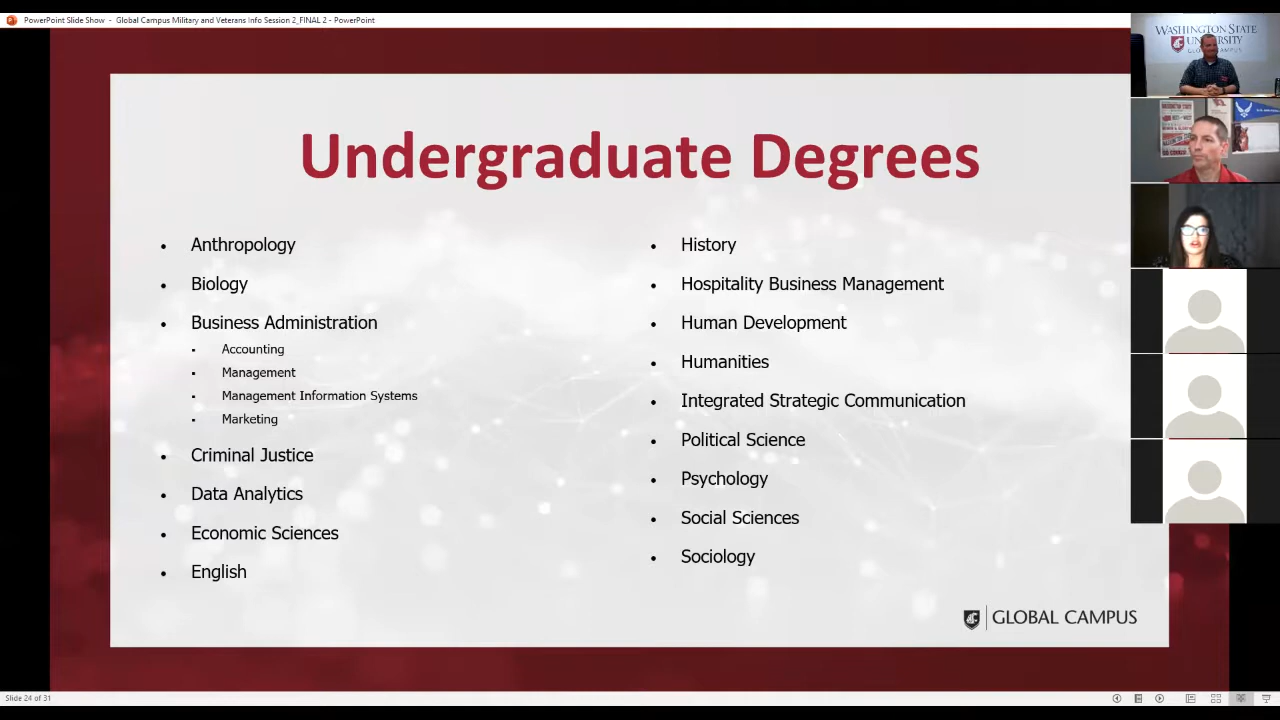 PowerPoint Slide Show - Global Campus Military and Veterans Info Session 2_FINAL 2 - PowerPoint
WASHINGTON STATE
UNIVERSITY
GLOBAL CAMPUS
Undergraduate Degrees
Anthropology
Biology
Business Administration
Accounting
Management
Management Information Systems
Marketing
Criminal Justice
Data Analytics
Economic Sciences
English
History
Hospitality Business Management
Human Development
Humanities
Integrated Strategic Communication
Political Science
Psychology
Social Sciences
Sociology
GLOBAL CAMPUS
Slide 24 of 31